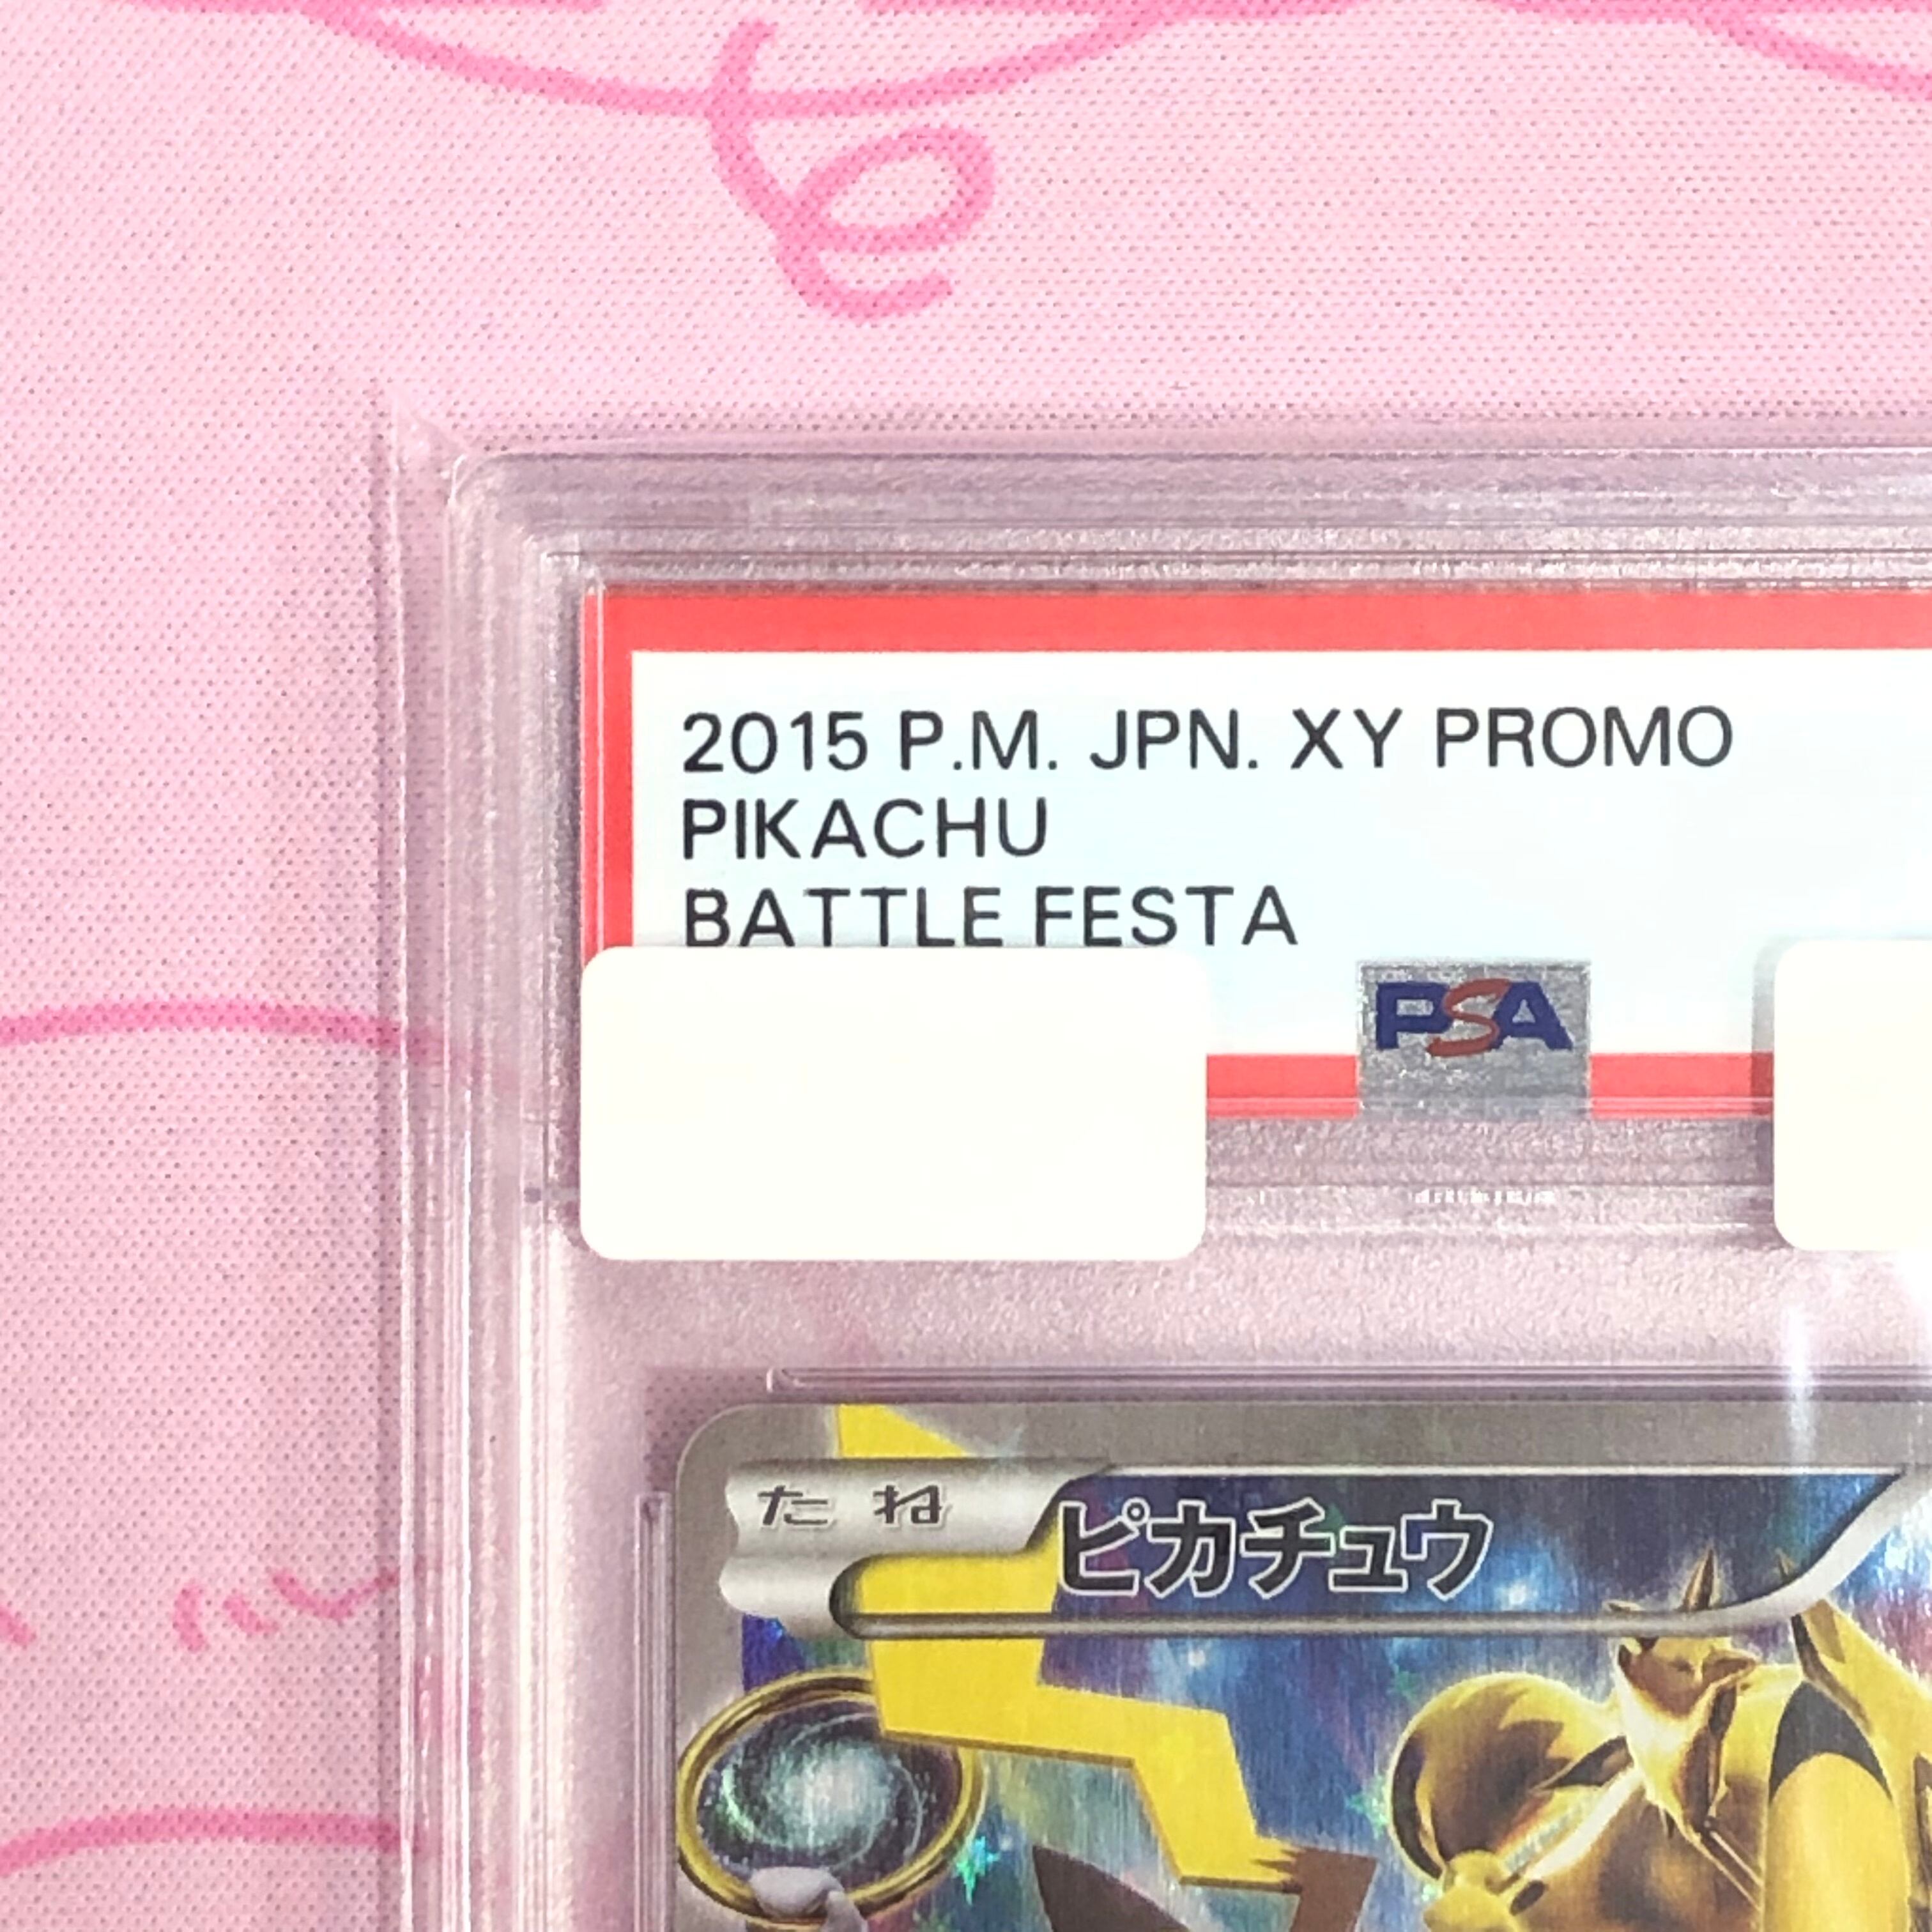 2015 P.M. JPN. XY PROMO
PIKACHU
BATTLE FESTA
PSA
たね
ピカチュウ